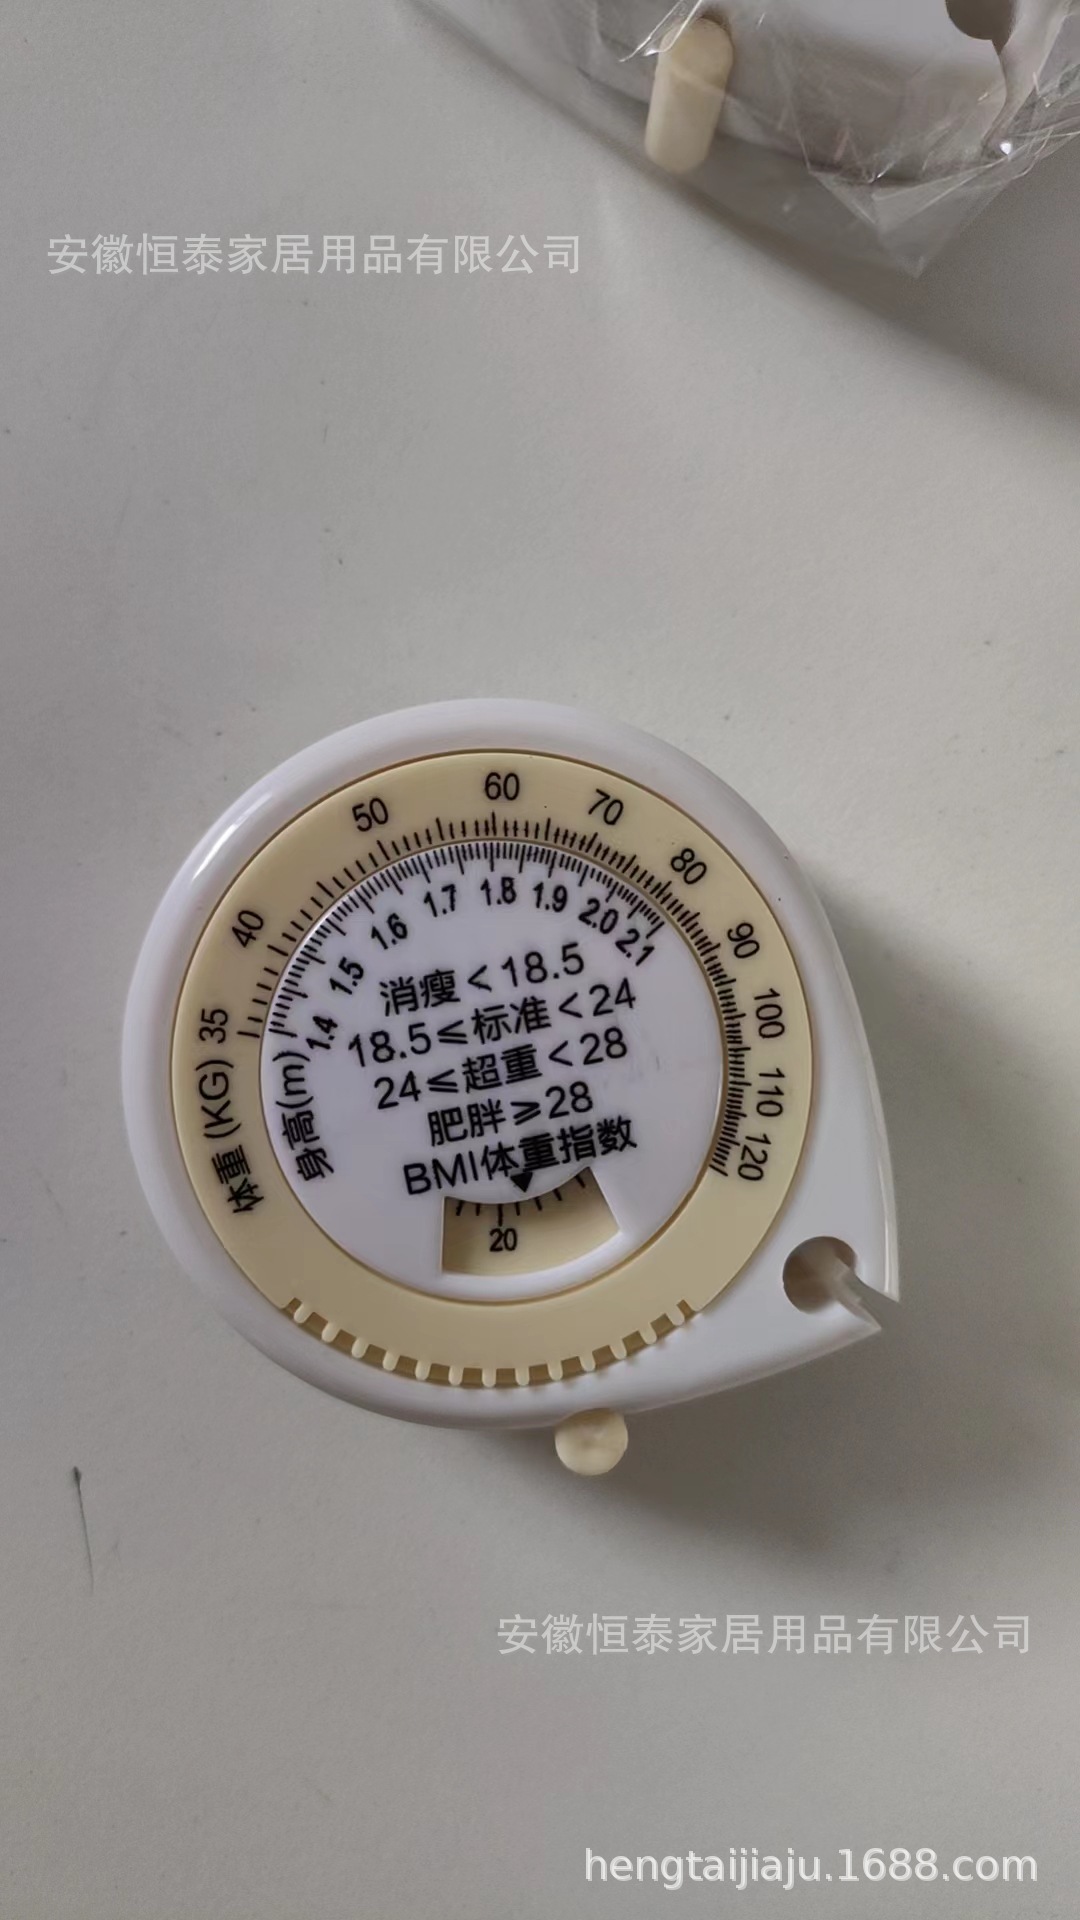 安徽恒泰家居用品有限公司
60
50
70
80
40
90
1.7
1.8
1.9
1.6
2.0
2.1
1.5
100
35
1.4
消瘦<18.5
18.5≤标准<24
24≤超重<28
肥胖≥28
BMI体重指数
110
120
体重(KG)
身高(m)
20
安徽恒泰家居用品有限公司
hengtaijiaju.1688.com